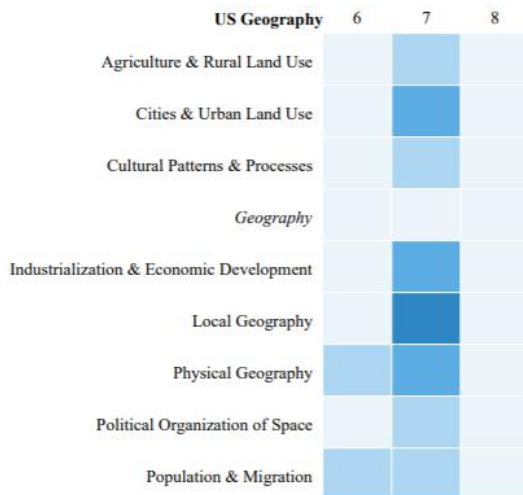 US Geography 6 7 8
Agriculture & Rural Land Use
Cities & Urban Land Use
Cultural Patterns & Processes
Geography
Industrialization & Economic Development
Local Geography
Physical Geography
Political Organization of Space
Population & Migration